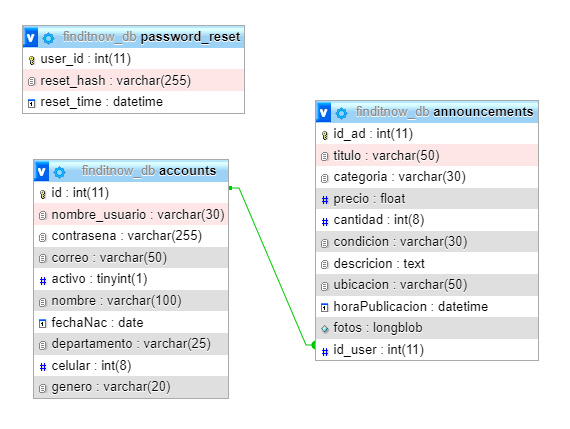 v finditnow_db password_reset
user_id : int(11)
reset_hash : varchar(255)
reset_time : datetime
v finditnow_db announcements
id_ad : int(11)
titulo : varchar(50)
categoria : varchar(30)
# precio : float
# cantidad : int(8)
condicion : varchar(30)
descricion : text
ubicacion : varchar(50)
horaPublicacion : datetime
fotos : longblob
# id_user : int(11)
v finditnow_db accounts
id : int(11)
nombre_usuario : varchar(30)
contrasena : varchar(255)
correo : varchar(50)
# activo : tinyint(1)
nombre : varchar(100)
fechaNac : date
departamento : varchar(25)
# celular : int(8)
genero : varchar(20)